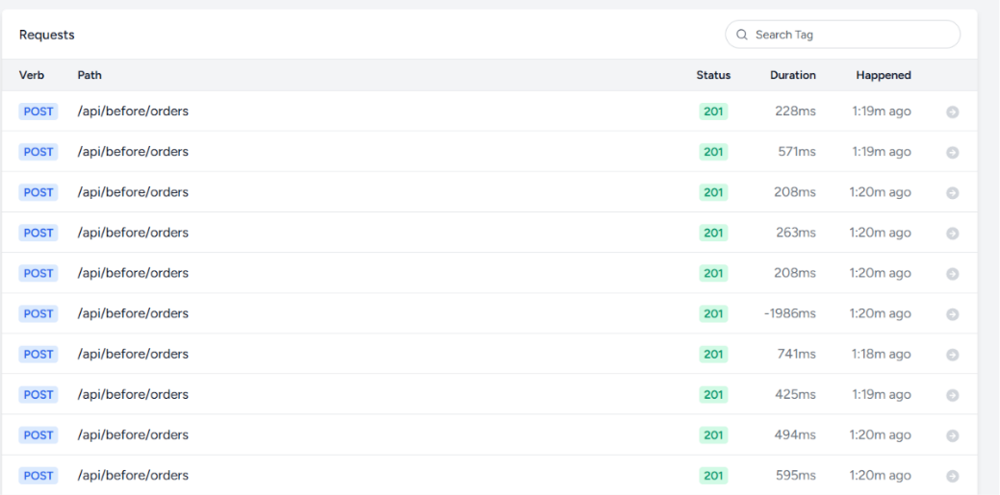 Requests Search Tag
Verb Path Status Duration Happened
POST /api/before/orders 201 228ms 1:19m ago
POST /api/before/orders 201 571ms 1:19m ago
POST /api/before/orders 201 208ms 1:20m ago
POST /api/before/orders 201 263ms 1:20m ago
POST /api/before/orders 201 208ms 1:20m ago
POST /api/before/orders 201 -1986ms 1:20m ago
POST /api/before/orders 201 741ms 1:18m ago
POST /api/before/orders 201 425ms 1:19m ago
POST /api/before/orders 201 494ms 1:20m ago
POST /api/before/orders 201 595ms 1:20m ago